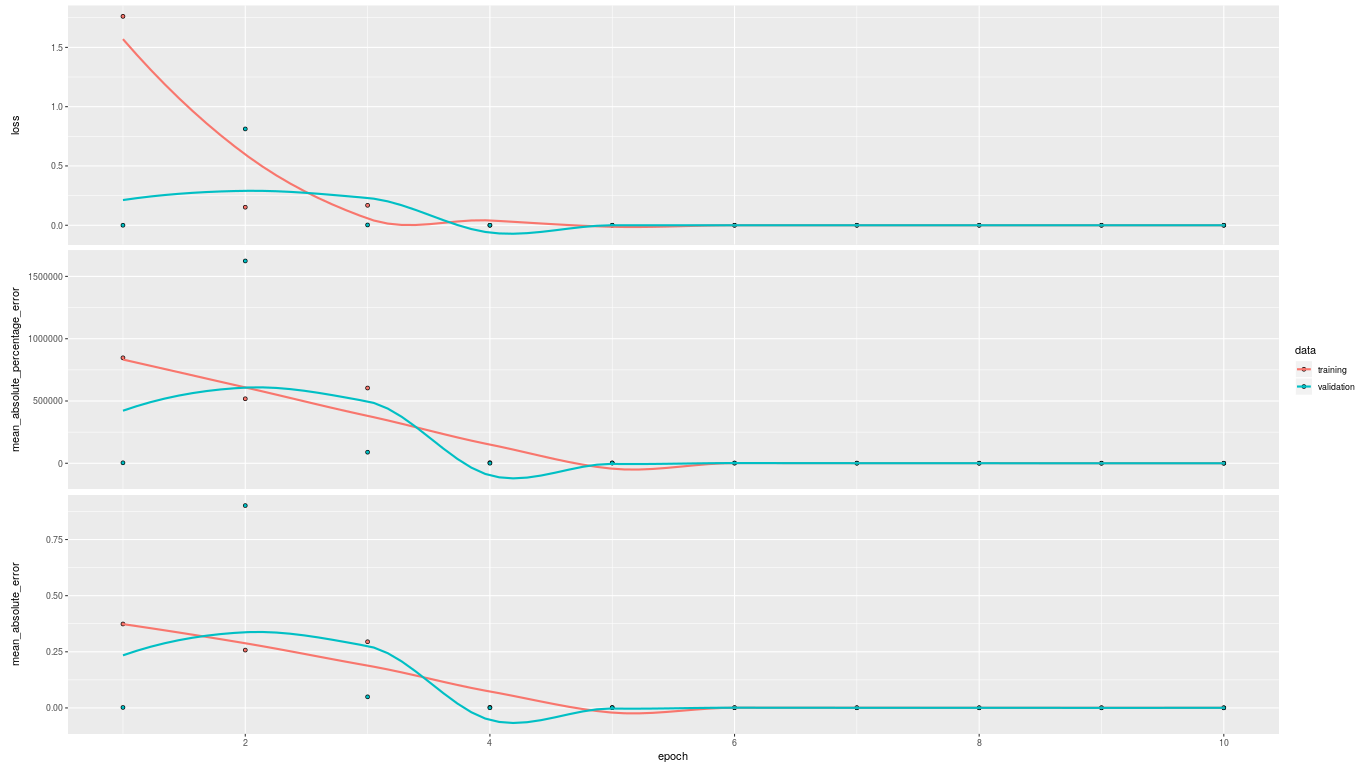 loss
1.5
1.0
0.5
0.0
mean_absolute_percentage_error
1500000
1000000
500000
0
mean_absolute_error
0.75
0.50
0.25
0.00
2
4
6
8
10
epoch
data
training
validation